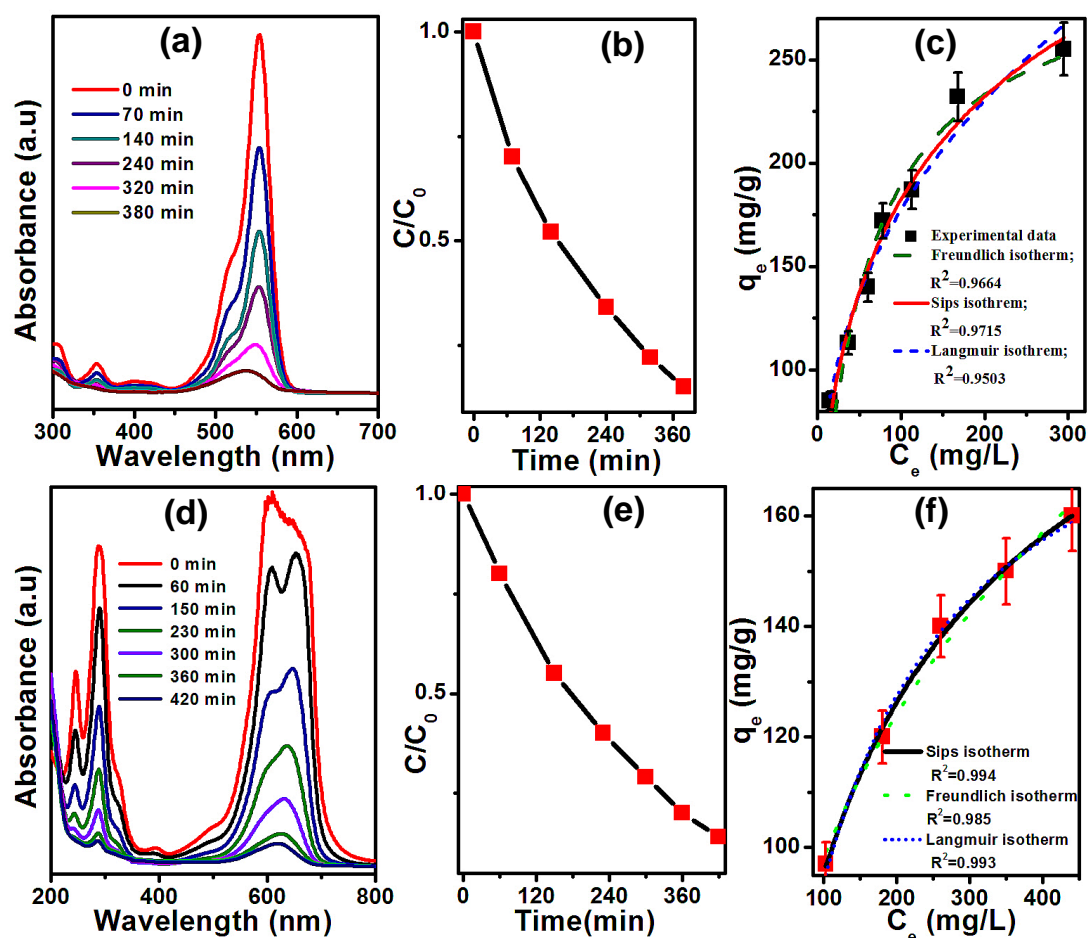 (a)
0 min
70 min
140 min
240 min
320 min
380 min
Absorbance (a.u)
300 400 500 600 700
Wavelength (nm)
(b)
1.0
0.5
C/C0
0 120 240 360
Time (min)
(c)
250
200
150
100
qe (mg/g)
Experimental data
Freundlich isotherm;
R2=0.9664
Sips isothrem;
R2=0.9715
Langmuir isothrem;
R2=0.9503
0 100 200 300
Ce (mg/L)
(d)
0 min
60 min
150 min
230 min
300 min
360 min
420 min
Absorbance (a.u)
200 300 400 500 600 700 800
Wavelength (nm)
(e)
1.0
0.5
C/C0
0 120 240 360
Time(min)
(f)
160
140
120
100
qe (mg/g)
Sips isotherm
R2=0.994
Freundlich isotherm
R2=0.985
Langmuir isotherm
R2=0.993
100 200 300 400
Ce (mg/L)